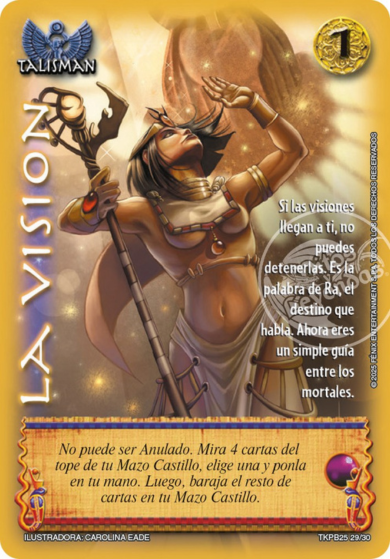 TALISMAN
1
LA VISION
Si las visiones
llegan a ti, no
puedes
detenerlas. Es la
palabra de Ra, el
destino que
habla. Ahora eres
un simple guía
entre los
mortales.
© 2025 FENIX ENTERTAINMENT S.P.A. TODOS LOS DERECHOS RESERVADOS
No puede ser Anulado. Mira 4 cartas del
tope de tu Mazo Castillo, elige una y ponla
en tu mano. Luego, baraja el resto de
cartas en tu Mazo Castillo.
ILUSTRADORA: CAROLINA EADE
TKPB25 29/30